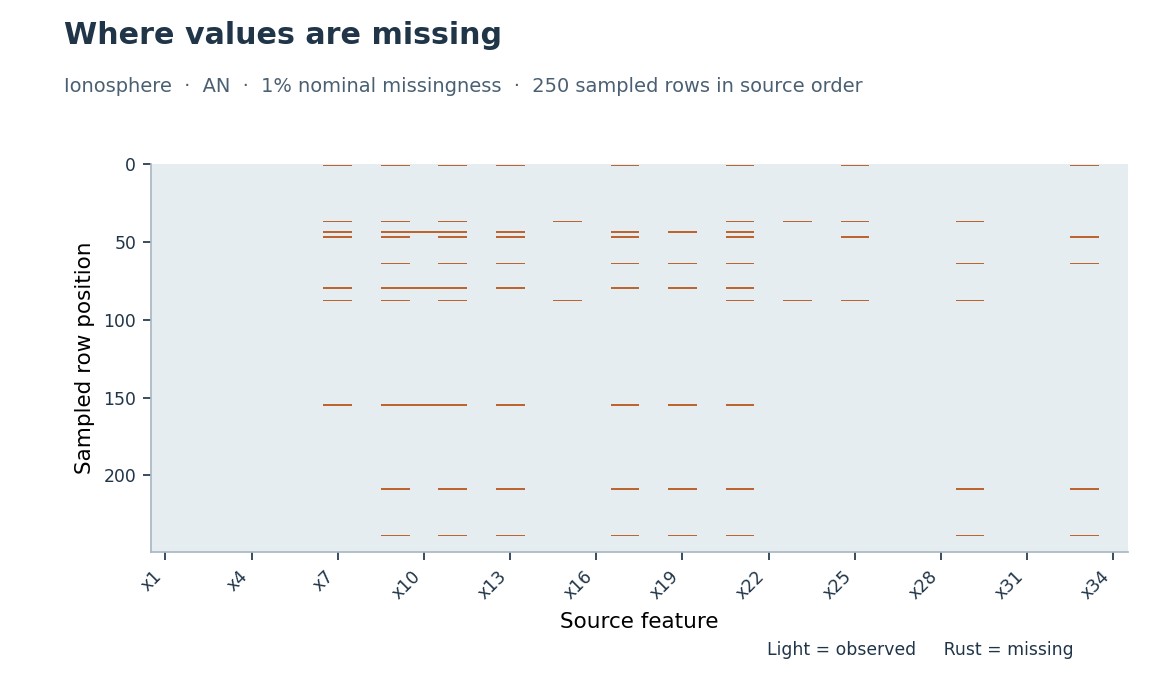 Where values are missing
Ionosphere · AN · 1% nominal missingness · 250 sampled rows in source order
0
50
100
150
200
Sampled row position
x1
x4
x7
x10
x13
x16
x19
x22
x25
x28
x31
x34
Source feature
Light = observed Rust = missing